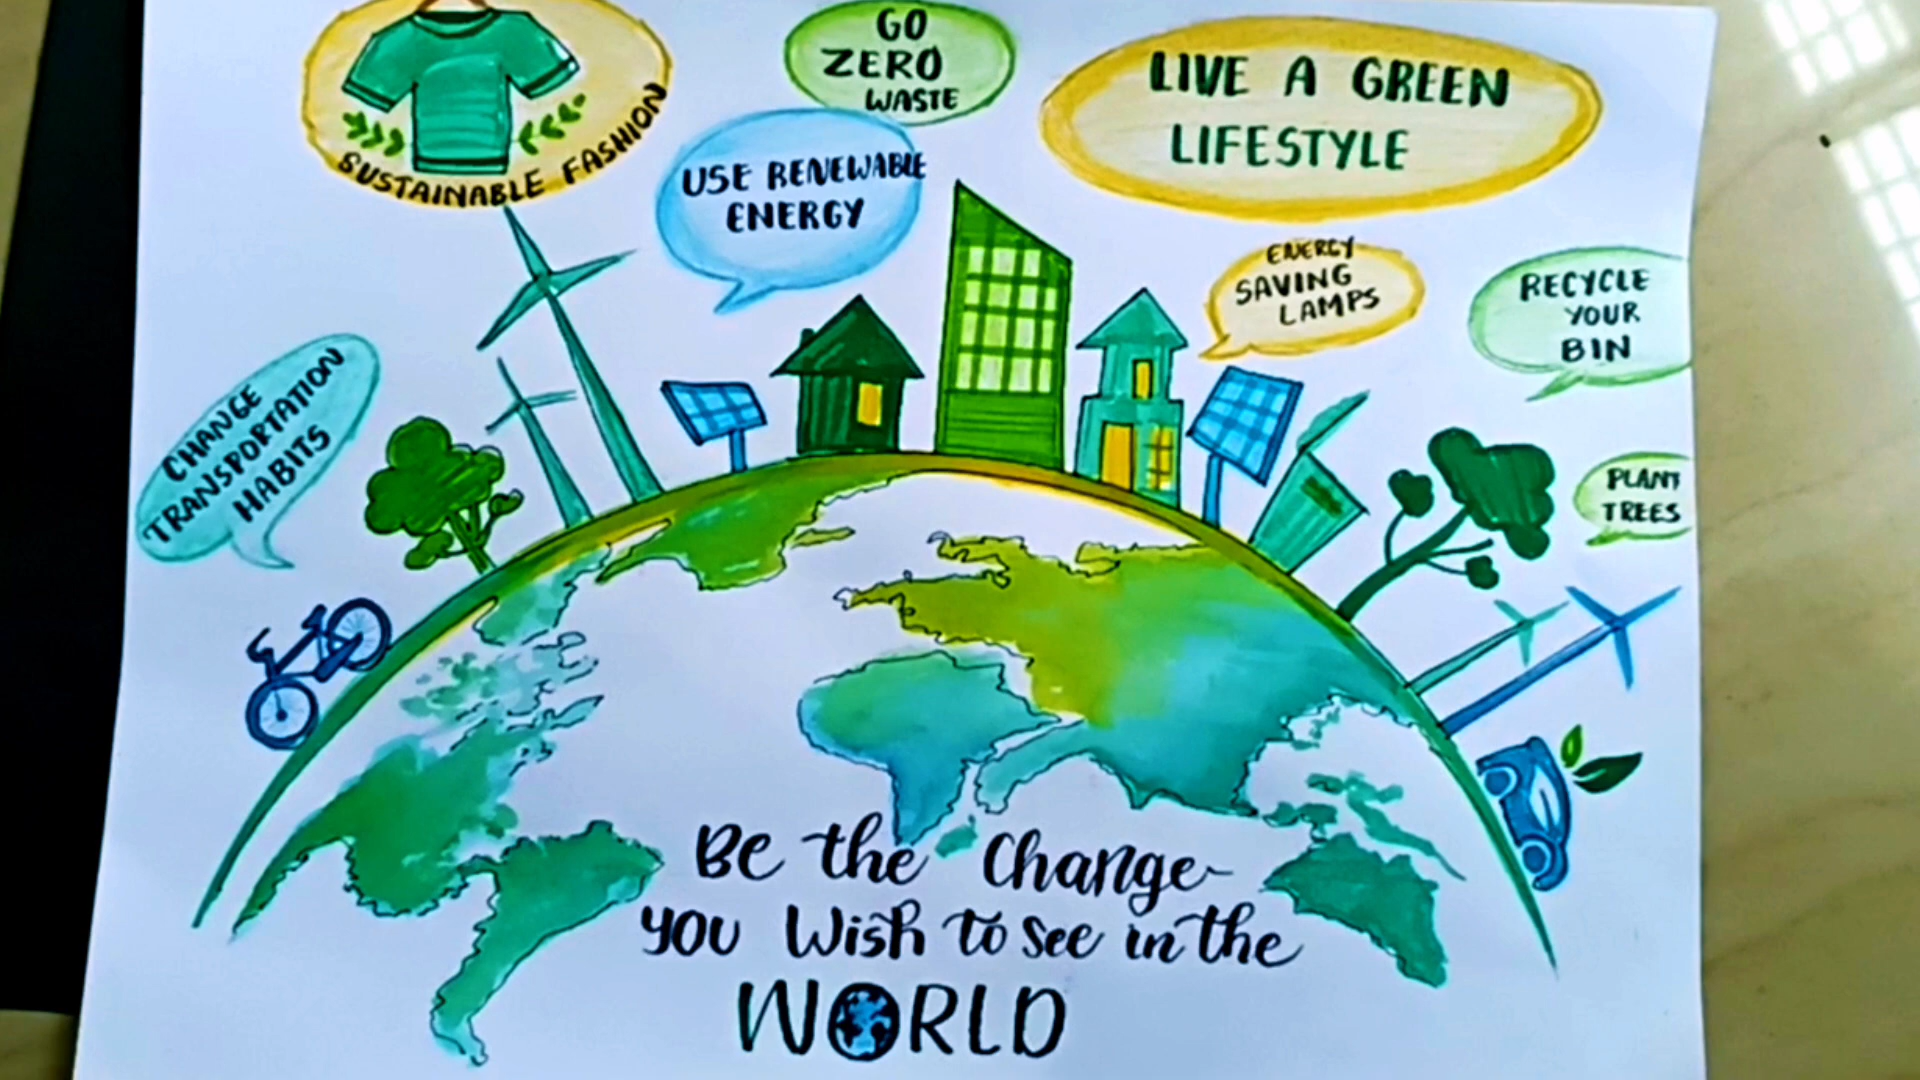 SUSTAINABLE FASHION
GO
ZERO
WASTE
LIVE A GREEN
LIFESTYLE
USE RENEWABLE
ENERGY
ENERGY
SAVING
LAMPS
RECYCLE
YOUR
BIN
CHANGE
TRANSPORTATION
HABITS
PLANT
TREES
BE the Change
YOU Wish to See in the
WORLD